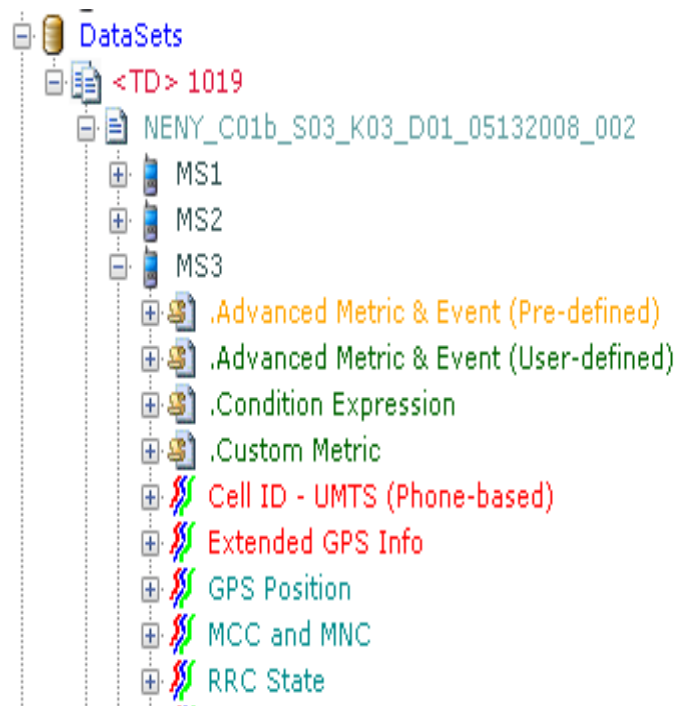 DataSets
<TD> 1019
NENY_C01b_S03_K03_D01_05132008_002
MS1
MS2
MS3
.Advanced Metric & Event (Pre-defined)
.Advanced Metric & Event (User-defined)
.Condition Expression
.Custom Metric
Cell ID - UMTS (Phone-based)
Extended GPS Info
GPS Position
MCC and MNC
RRC State